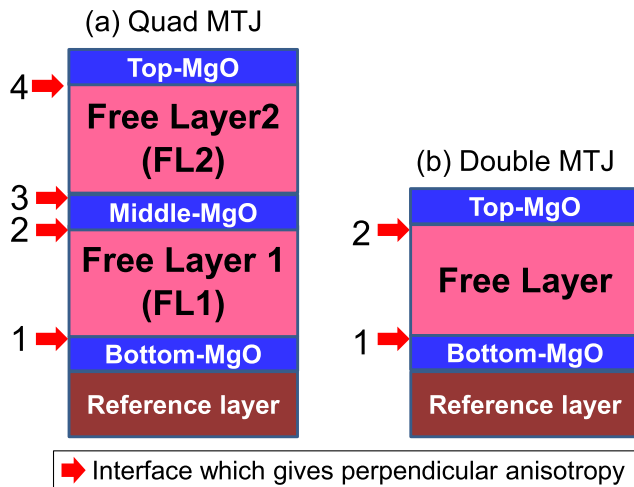 (a) Quad MTJ
Top-MgO
4
Free Layer2
(FL2)
3
Middle-MgO
2
Free Layer 1
(FL1)
1
Bottom-MgO
Reference layer
(b) Double MTJ
Top-MgO
2
Free Layer
1
Bottom-MgO
Reference layer
Interface which gives perpendicular anisotropy